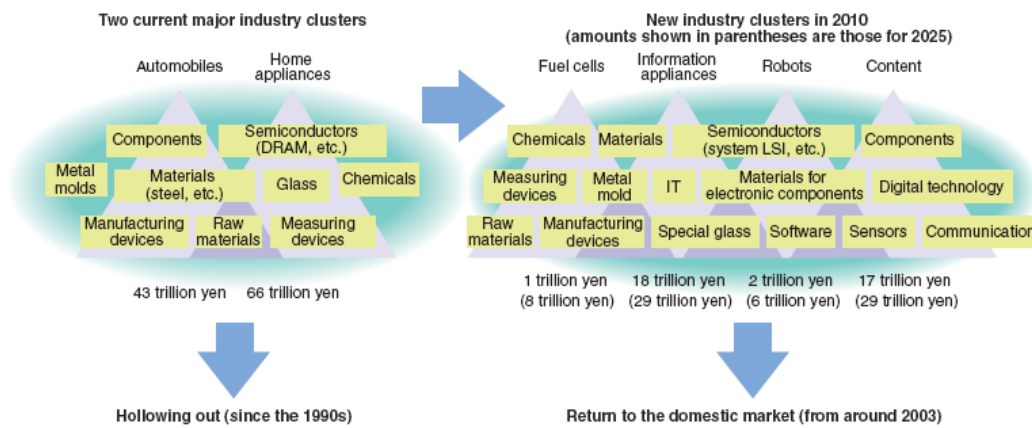 Two current major industry clusters
Automobiles
Home
appliances
Components
Semiconductors
(DRAM, etc.)
Metal
molds
Materials
(steel, etc.)
Glass
Chemicals
Manufacturing
devices
Raw
materials
Measuring
devices
43 trillion yen
66 trillion yen
Hollowing out (since the 1990s)
New industry clusters in 2010
(amounts shown in parentheses are those for 2025)
Fuel cells
Information
appliances
Robots
Content
Chemicals
Materials
Semiconductors
(system LSI, etc.)
Components
Measuring
devices
Metal
mold
IT
Materials for
electronic components
Digital technology
Raw
materials
Manufacturing
devices
Special glass
Software
Sensors
Communication
1 trillion yen
(8 trillion yen)
18 trillion yen
(29 trillion yen)
2 trillion yen
(6 trillion yen)
17 trillion yen
(29 trillion yen)
Return to the domestic market (from around 2003)